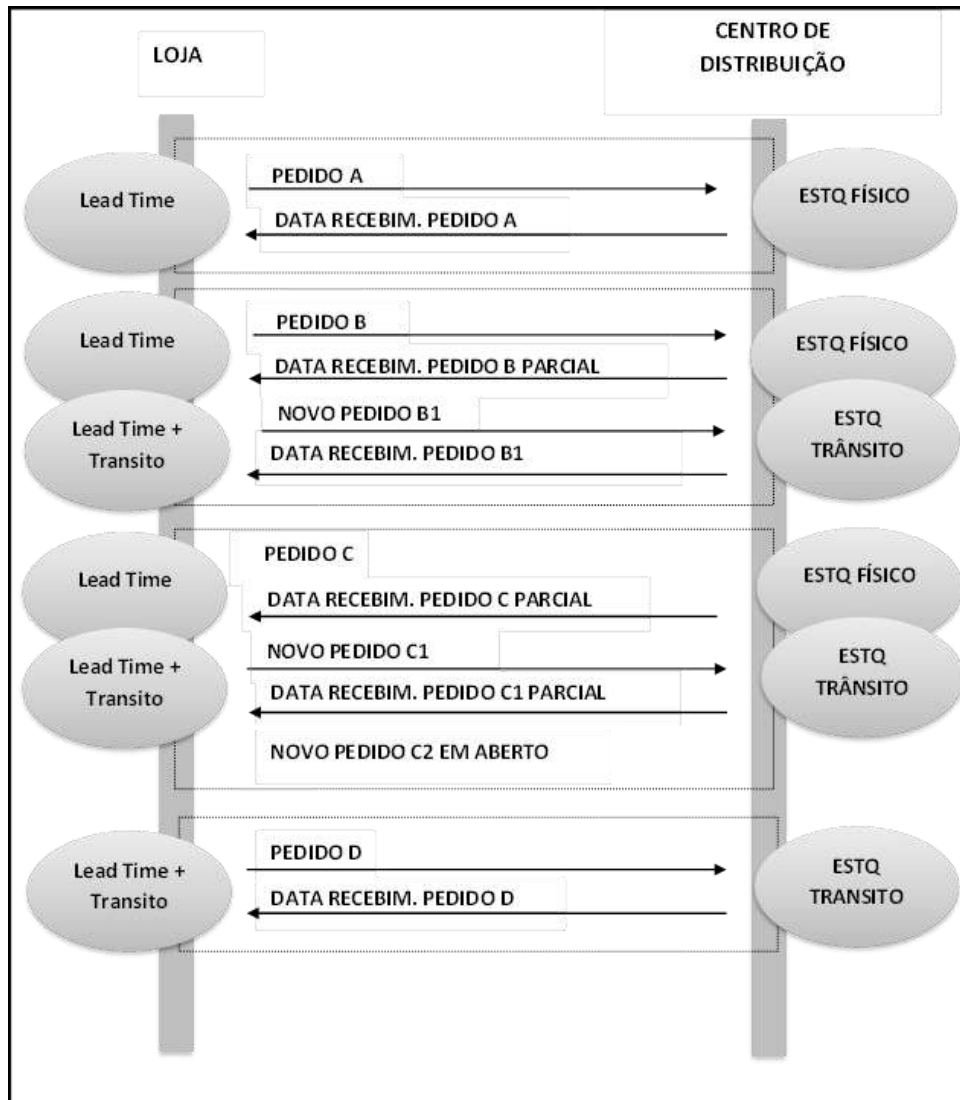 LOJA
CENTRO DE
DISTRIBUIÇÃO
Lead Time
PEDIDO A
DATA RECEBIM. PEDIDO A
ESTQ FÍSICO
Lead Time
PEDIDO B
DATA RECEBIM. PEDIDO B PARCIAL
ESTQ FÍSICO
Lead Time +
Transito
NOVO PEDIDO B1
DATA RECEBIM. PEDIDO B1
ESTQ
TRÂNSITO
Lead Time
PEDIDO C
DATA RECEBIM. PEDIDO C PARCIAL
ESTQ FÍSICO
Lead Time +
Transito
NOVO PEDIDO C1
DATA RECEBIM. PEDIDO C1 PARCIAL
ESTQ
TRÂNSITO
NOVO PEDIDO C2 EM ABERTO
Lead Time +
Transito
PEDIDO D
DATA RECEBIM. PEDIDO D
ESTQ
TRANSITO